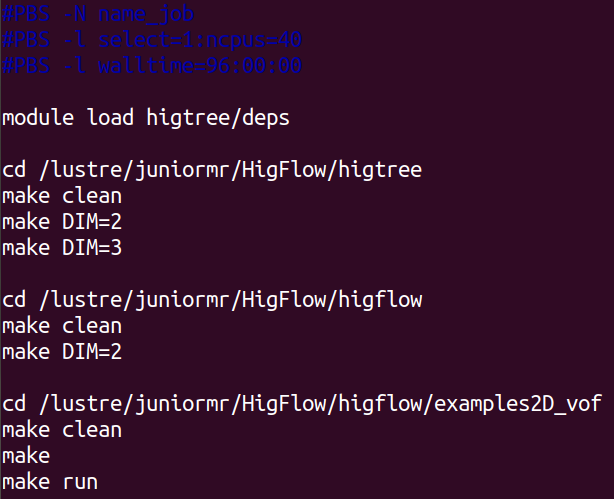 #PBS -N name_job
#PBS -l select=1:ncpus=40
#PBS -l walltime=96:00:00
module load higtree/deps
cd /lustre/juniormr/HigFlow/higtree
make clean
make DIM=2
make DIM=3
cd /lustre/juniormr/HigFlow/higflow
make clean
make DIM=2
cd /lustre/juniormr/HigFlow/higflow/examples2D_vof
make clean
make
make run